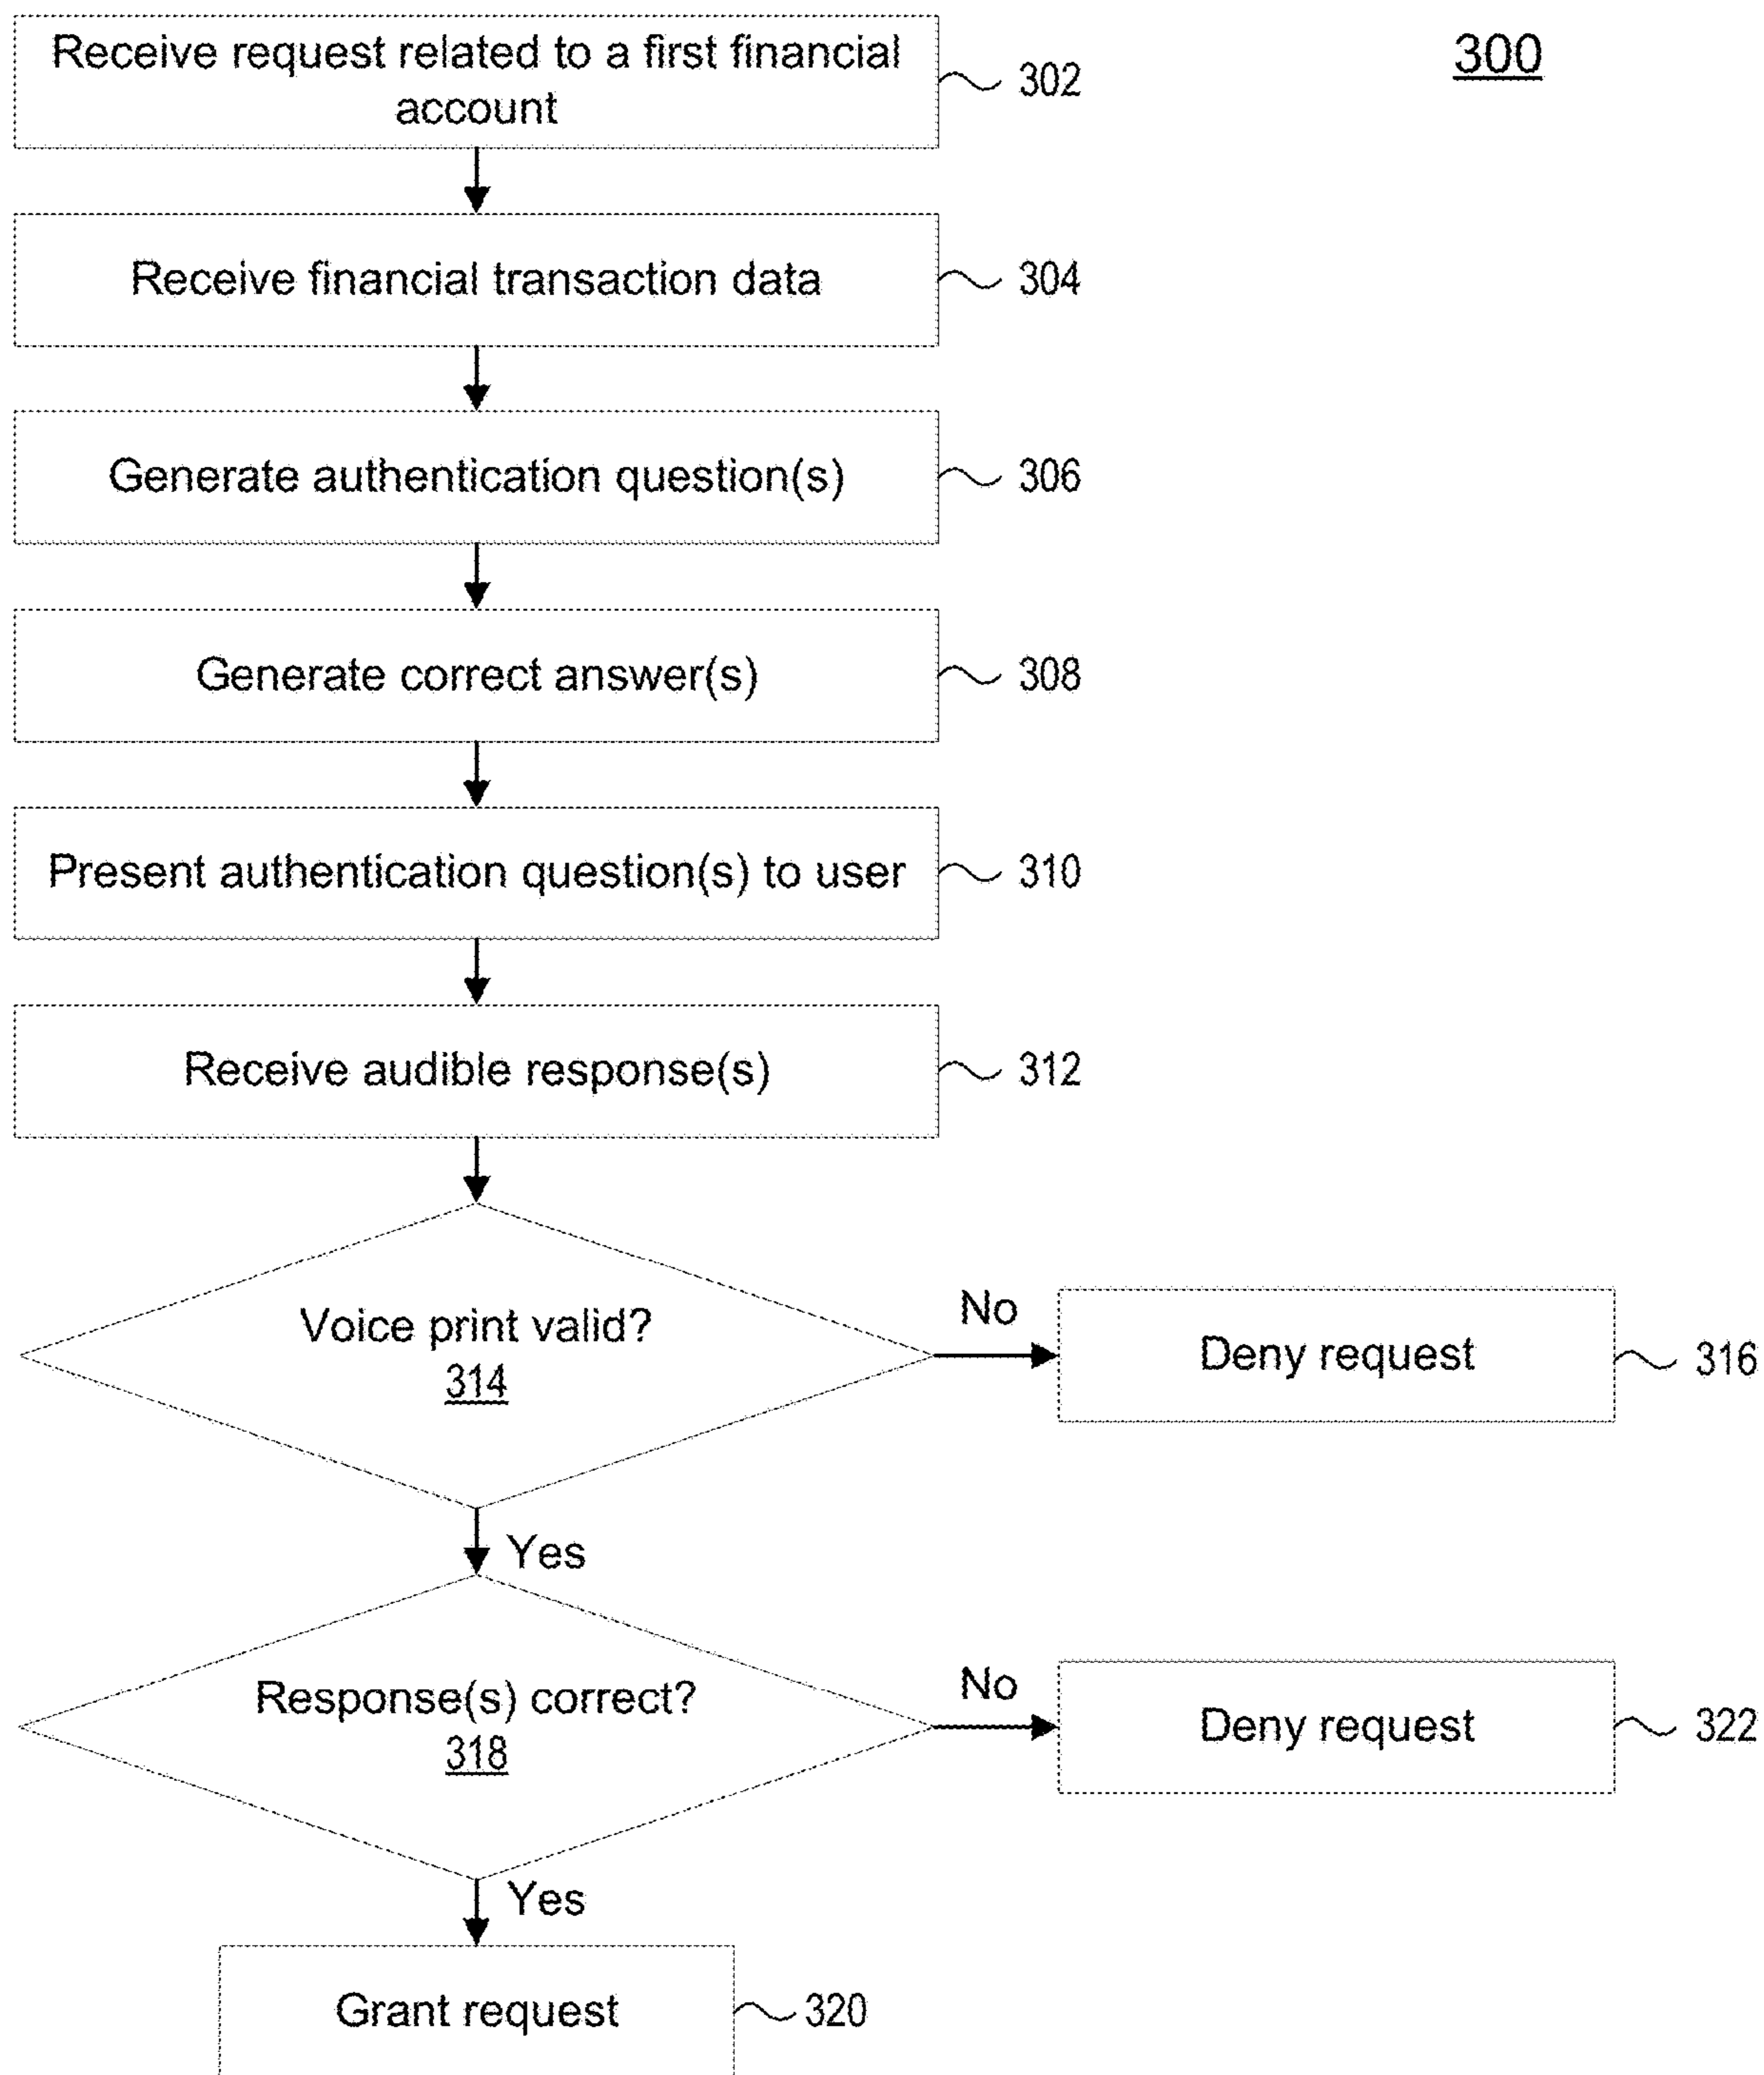 300
Receive request related to a first financial
account
302
Receive financial transaction data
304
Generate authentication question(s)
306
Generate correct answer(s)
308
Present authentication question(s) to user
310
Receive audible response(s)
312
Voice print valid?
314
No
Deny request
316
Yes
Response(s) correct?
318
No
Deny request
322
Yes
Grant request
320